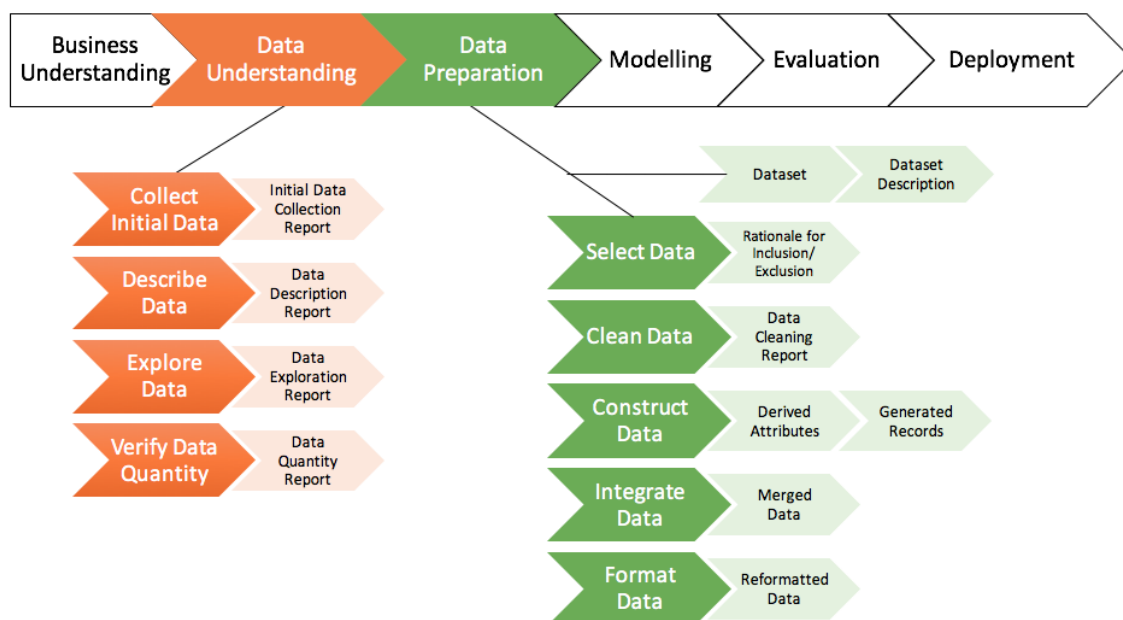 Business
Understanding
Data
Understanding
Data
Preparation
Modelling
Evaluation
Deployment
Collect
Initial Data
Initial Data
Collection
Report
Describe
Data
Data
Description
Report
Explore
Data
Data
Exploration
Report
Verify Data
Quantity
Data
Quantity
Report
Dataset
Dataset
Description
Select Data
Rationale for
Inclusion/
Exclusion
Clean Data
Data
Cleaning
Report
Construct
Data
Derived
Attributes
Generated
Records
Integrate
Data
Merged
Data
Format
Data
Reformatted
Data